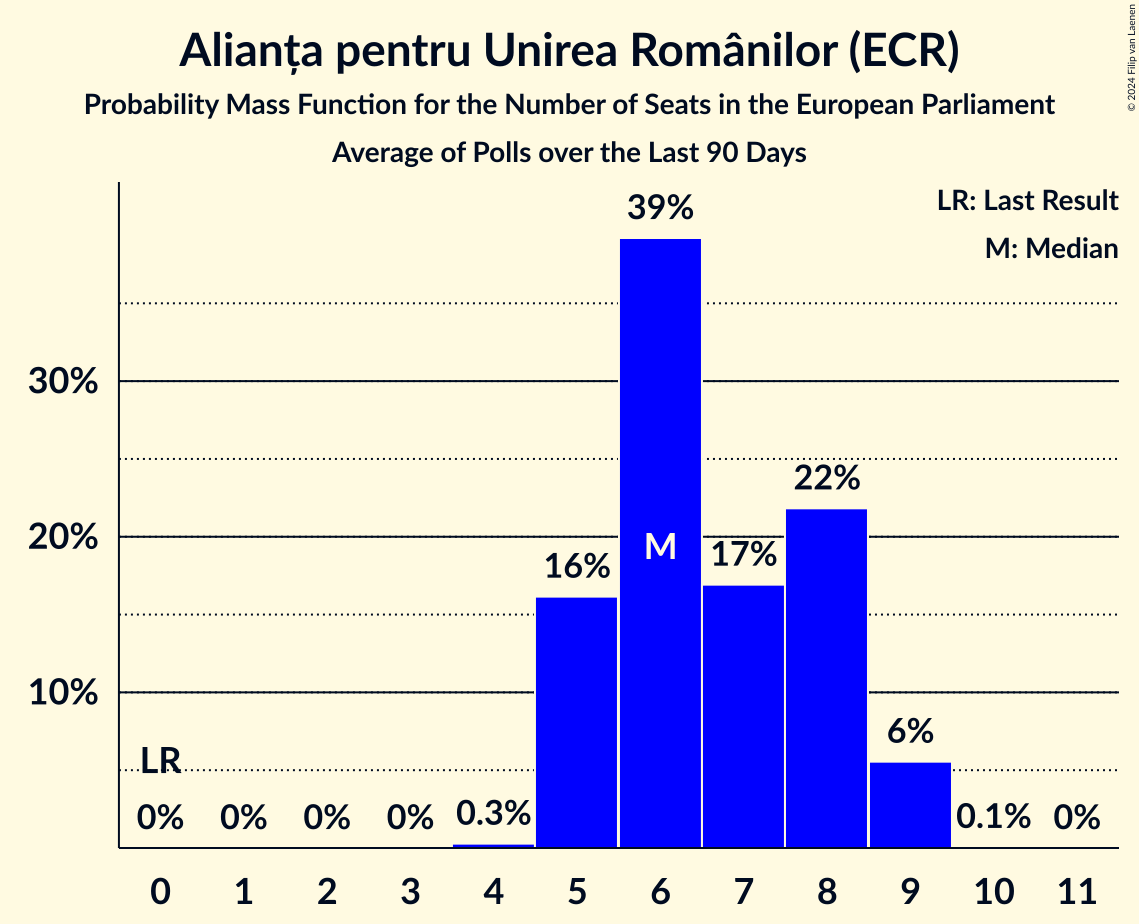 Alianța pentru Unirea Românilor (ECR)
Probability Mass Function for the Number of Seats in the European Parliament
Average of Polls over the Last 90 Days
© 2024 Filip van Laenen
LR: Last Result
M: Median
39%
30%
22%
20%
M
17%
16%
10%
6%
LR
0% 0% 0% 0% 0.3% 0.1% 0%
0 1 2 3 4 5 6 7 8 9 10 11